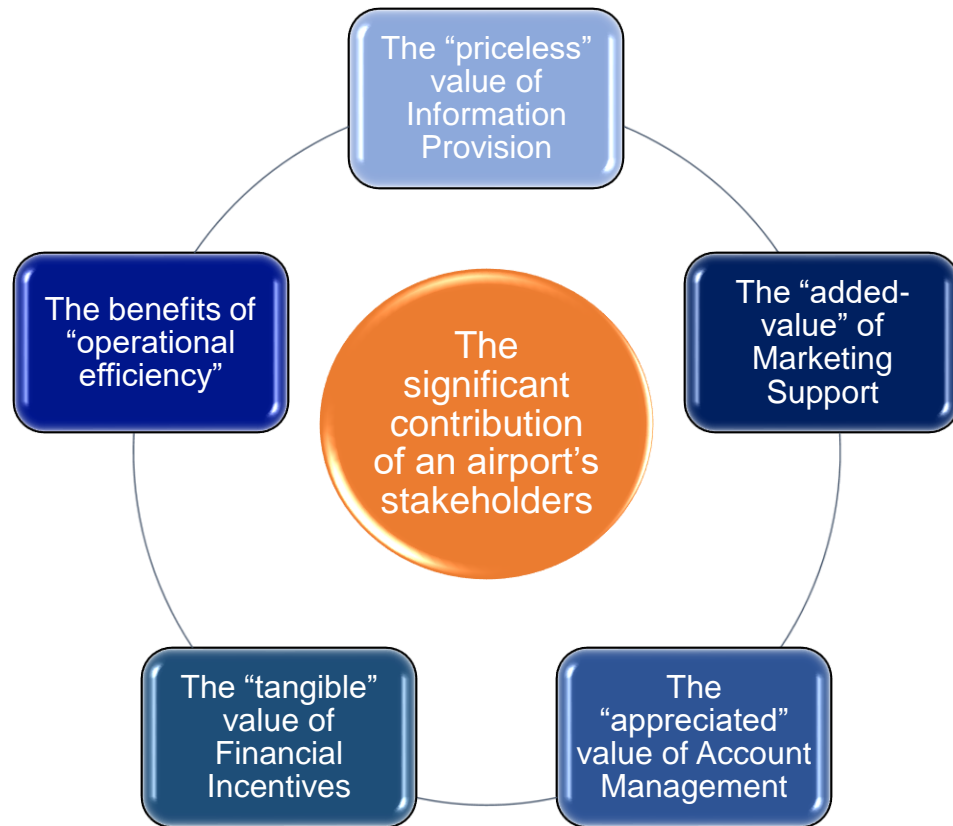 The “priceless”
value of
Information
Provision
The benefits of
“operational
efficiency”
The “added-
value” of
Marketing
Support
The
significant
contribution
of an airport’s
stakeholders
The “tangible”
value of
Financial
Incentives
The
“appreciated”
value of Account
Management